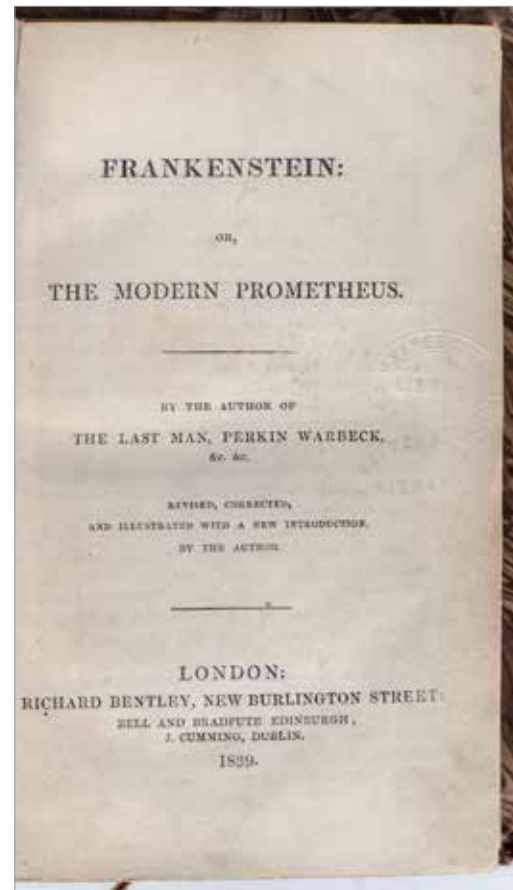 FRANKENSTEIN:
OR,
THE MODERN PROMETHEUS.
BY THE AUTHOR OF
THE LAST MAN, PERKIN WARBECK,
&c. &c.
REVISED, CORRECTED,
AND ILLUSTRATED WITH A NEW INTRODUCTION,
BY THE AUTHOR
LONDON:
RICHARD BENTLEY, NEW BURLINGTON STREET:
BELL AND BRADFUTE EDINBURGH,
J. CUMMING, DUBLIN.
1839.